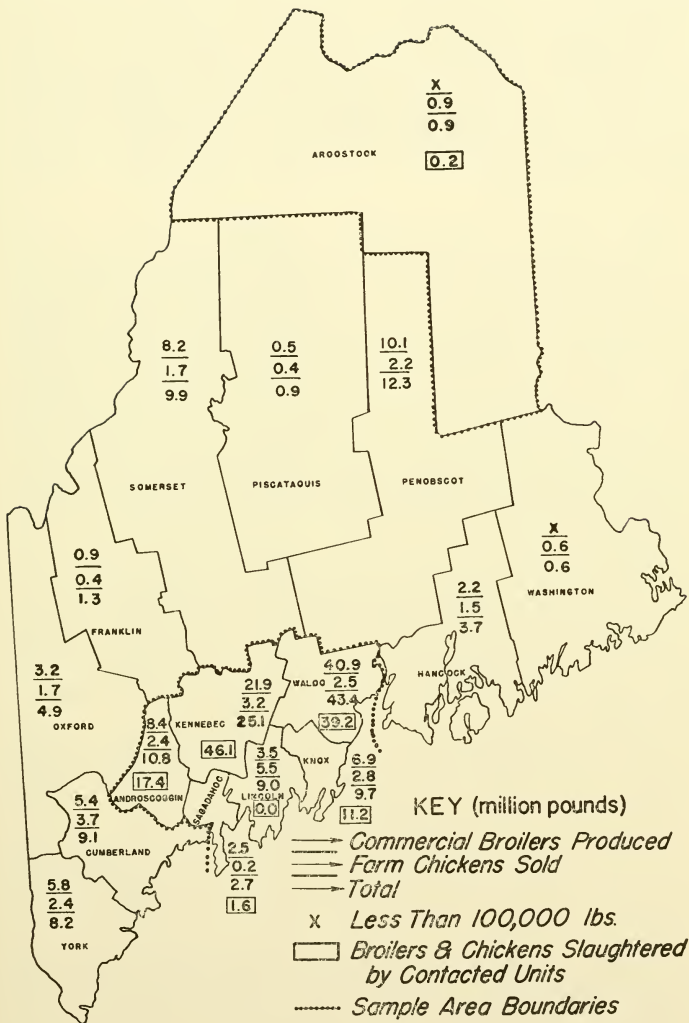 X
0.9
0.9
AROOSTOCK
0.2
8.2
1.7
9.9
0.5
0.4
0.9
10.1
2.2
12.3
SOMERSET
PISCATAQUIS
PENOBSCOT
X
0.6
0.6
WASHINGTON
0.9
0.4
1.3
FRANKLIN
2.2
1.5
3.7
HANCOCK
3.2
1.7
4.9
OXFORD
8.4
2.4
10.8
17.4
ANDROSCOGGIN
21.9
3.2
25.1
KENNEBEC
46.1
40.9
2.5
43.4
WALDO
39.2
SAGADAHOC
3.5
5.5
9.0
LINCOLN
0.0
KNOX
6.9
2.8
9.7
11.2
5.4
3.7
9.1
CUMBERLAND
2.5
0.2
2.7
1.6
5.8
2.4
8.2
YORK
KEY (million pounds)
Commercial Broilers Produced
Farm Chickens Sold
Total
X Less Than 100,000 lbs.
Broilers & Chickens Slaughtered
by Contacted Units
Sample Area Boundaries